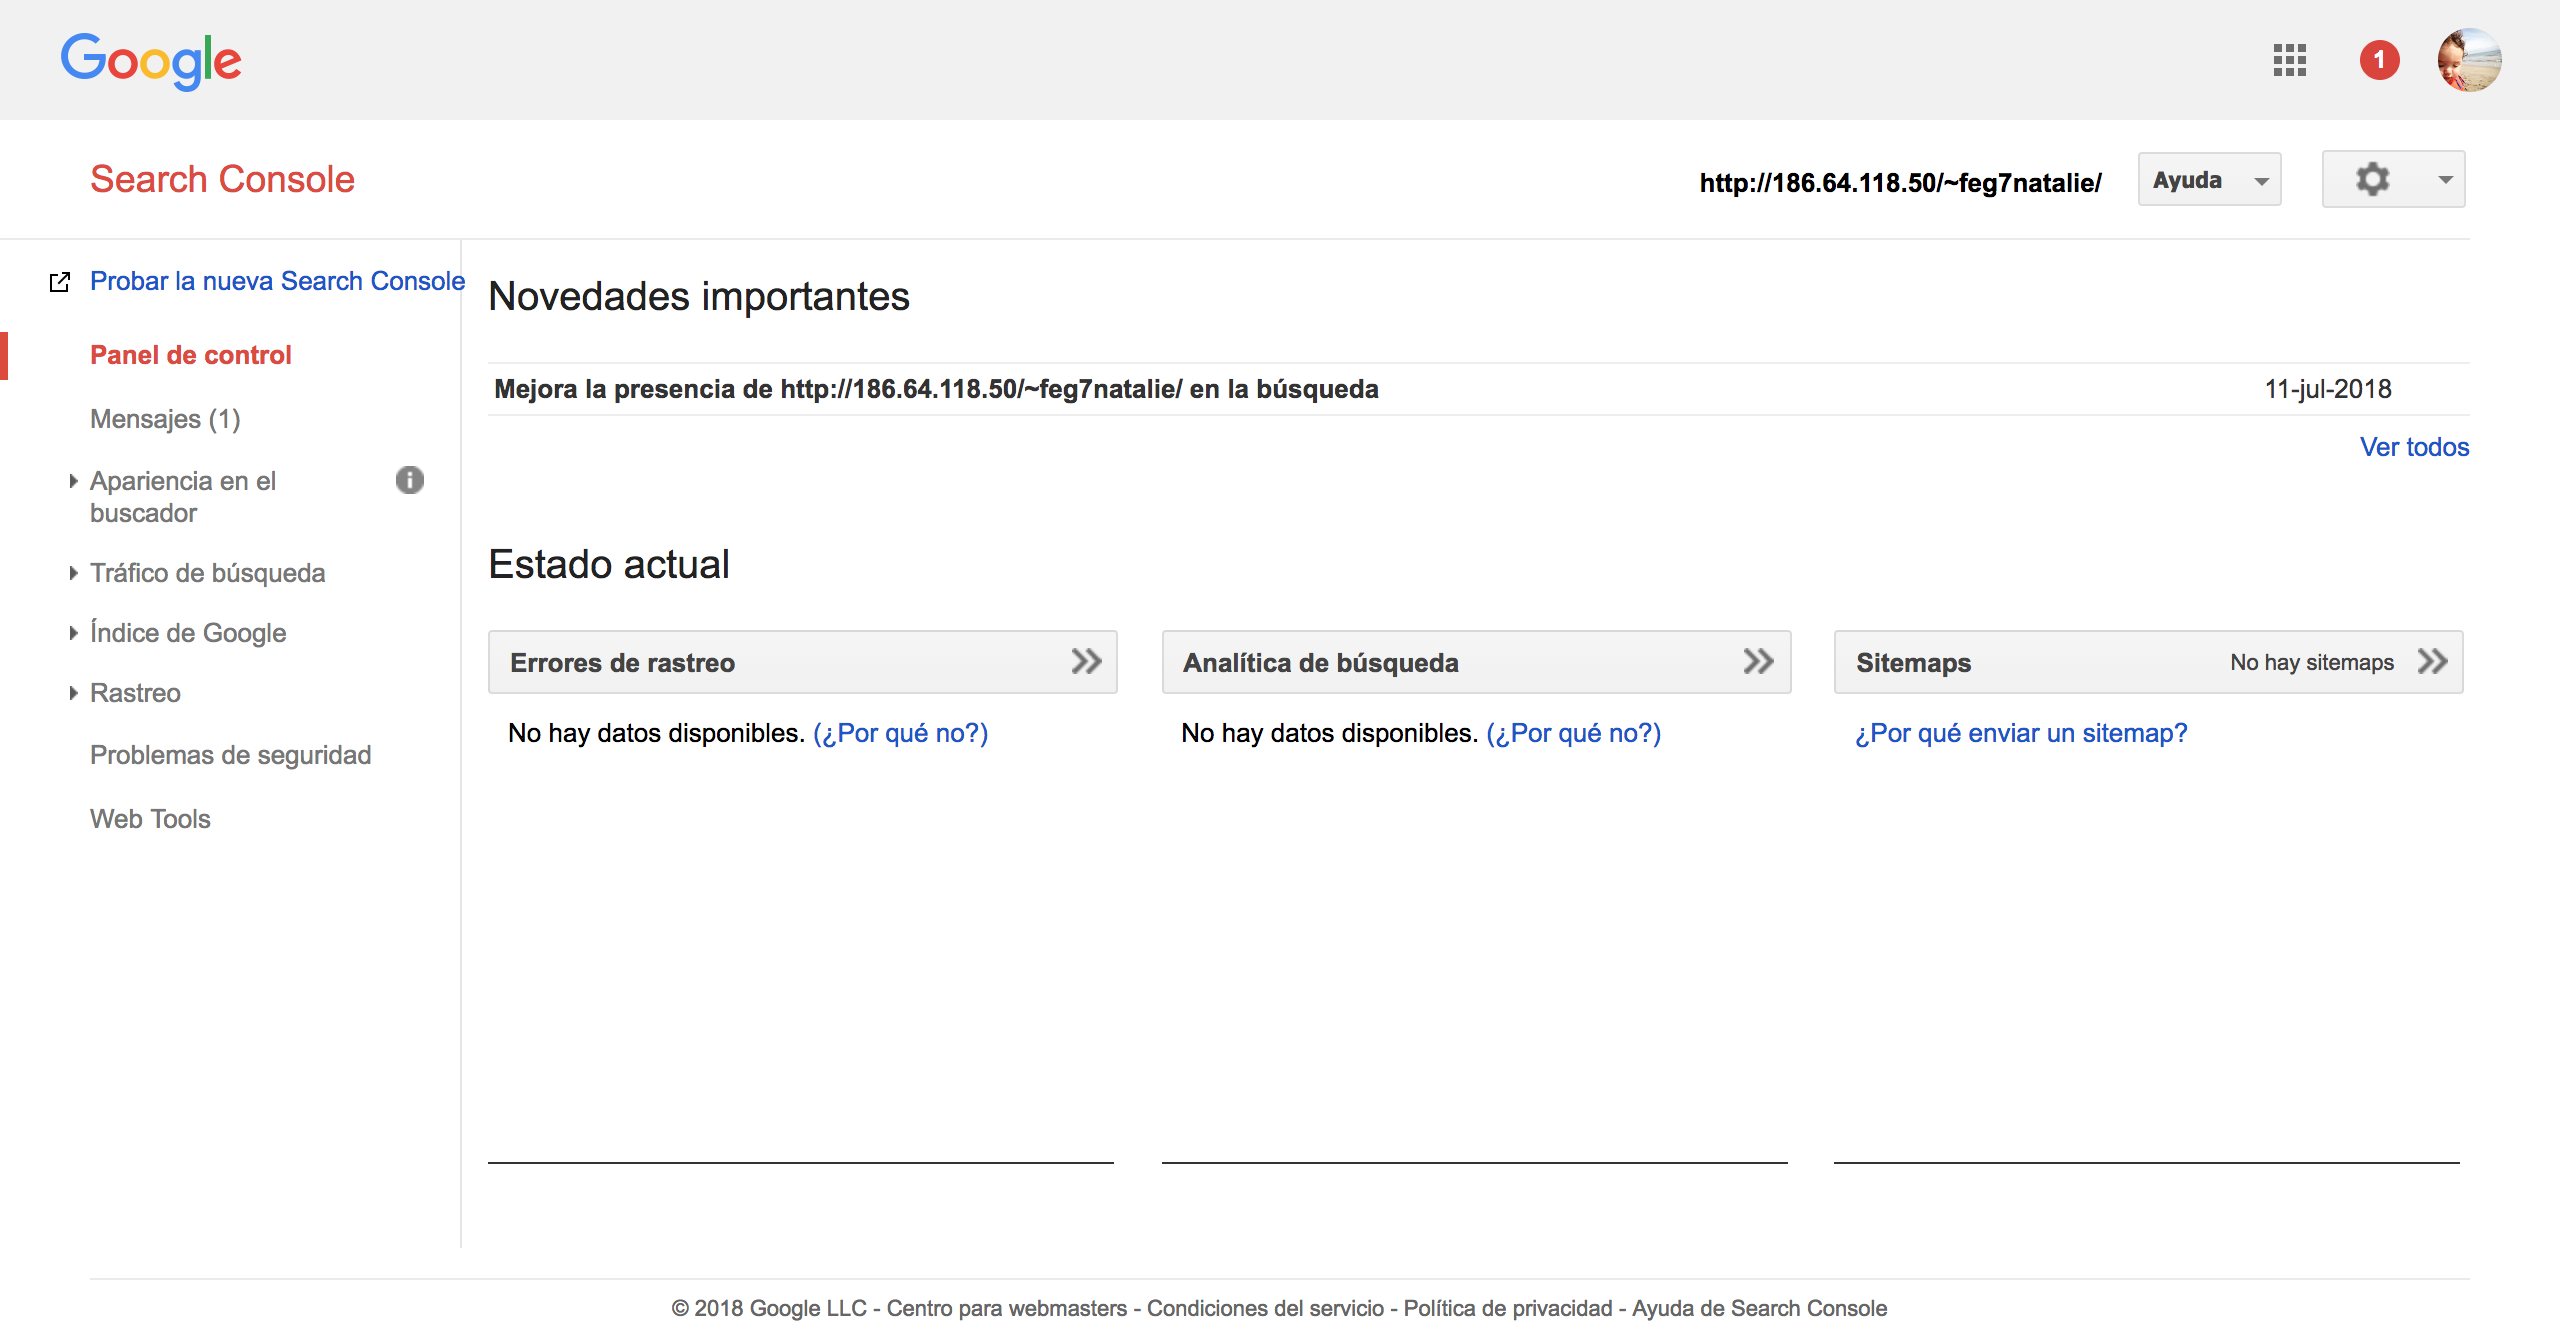 Google
1
Search Console
http://186.64.118.50/~feg7natalie/
Ayuda
Probar la nueva Search Console
Panel de control
Mensajes (1)
Apariencia en el
buscador
Tráfico de búsqueda
Índice de Google
Rastreo
Problemas de seguridad
Web Tools
Novedades importantes
Mejora la presencia de http://186.64.118.50/~feg7natalie/ en la búsqueda 11-jul-2018
Ver todos
Estado actual
Errores de rastreo
No hay datos disponibles. (¿Por qué no?)
Analítica de búsqueda
No hay datos disponibles. (¿Por qué no?)
Sitemaps No hay sitemaps
¿Por qué enviar un sitemap?
© 2018 Google LLC - Centro para webmasters - Condiciones del servicio - Política de privacidad - Ayuda de Search Console